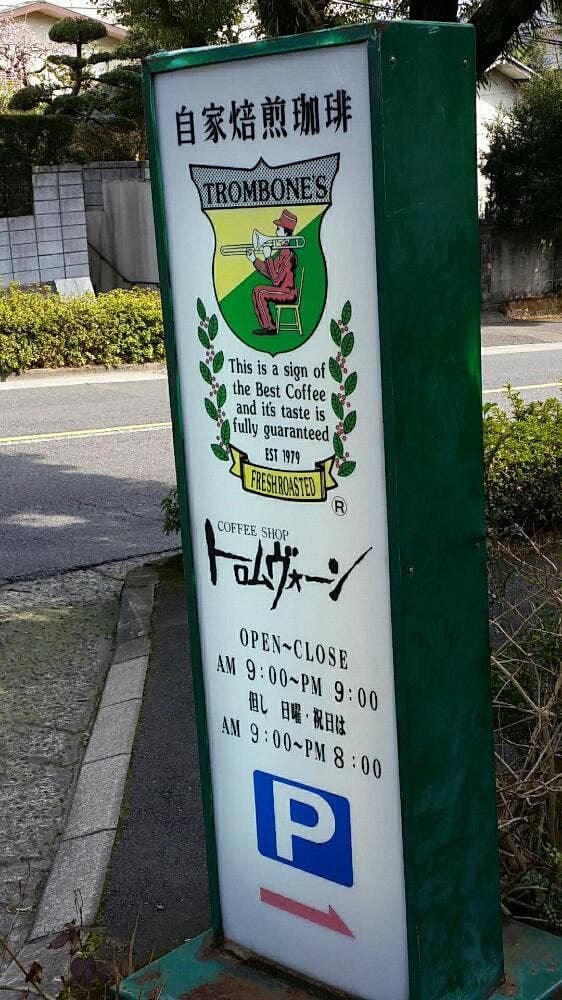 自家焙煎珈琲
TROMBONE'S
This is a sign of
the Best Coffee
and it's taste is
fully guaranteed
EST 1979
FRESH ROASTED
®
COFFEE SHOP
トロムヴォーン
OPEN~CLOSE
AM 9:00~PM 9:00
但し 日曜・祝日は
AM 9:00~PM 8:00
P